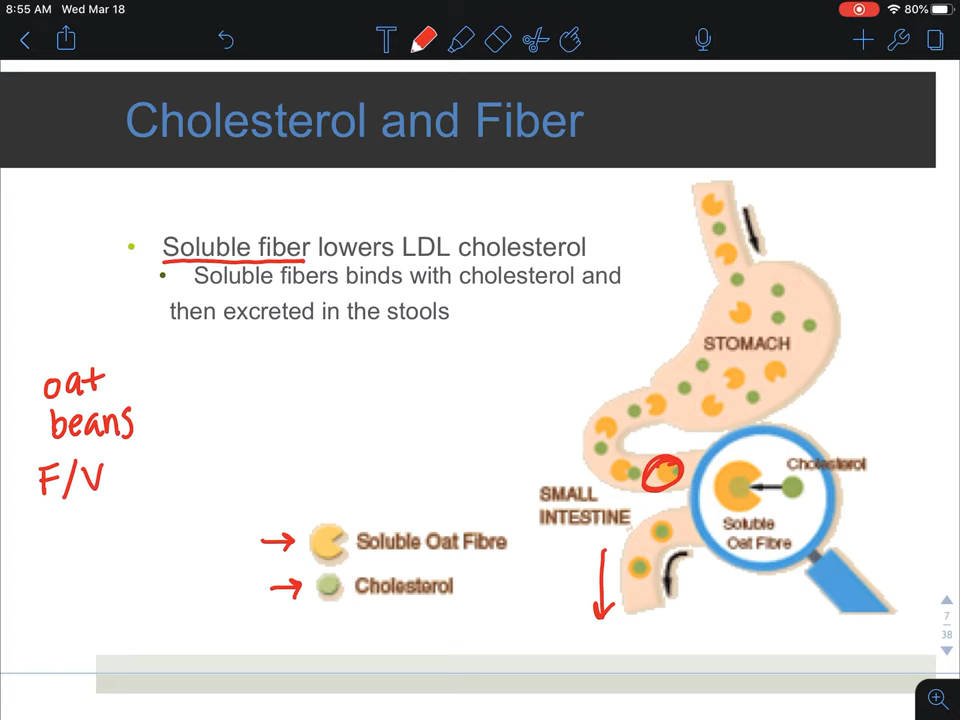 8:55 AM Wed Mar 18
80%
Cholesterol and Fiber
• Soluble fiber lowers LDL cholesterol
• Soluble fibers binds with cholesterol and
then excreted in the stools
STOMACH
oat
beans
F/V
Cholesterol
SMALL
INTESTINE
Soluble
Oat Fibre
Soluble Oat Fibre
Cholesterol
7
38